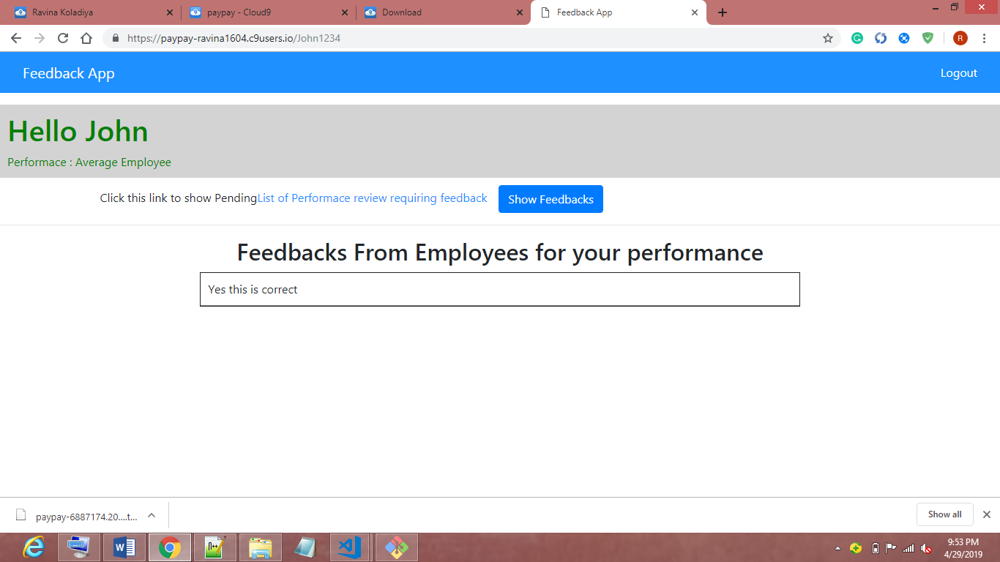 Ravina Koladiya
paypay - Cloud9
Download
Feedback App
https://paypay-ravina1604.c9users.io/John1234
R
Feedback App
Logout
Hello John
Performace : Average Employee
Click this link to show PendingList of Performace review requiring feedback
Show Feedbacks
Feedbacks From Employees for your performance
Yes this is correct
paypay-6887174.20....t...
Show all
9:53 PM
4/29/2019